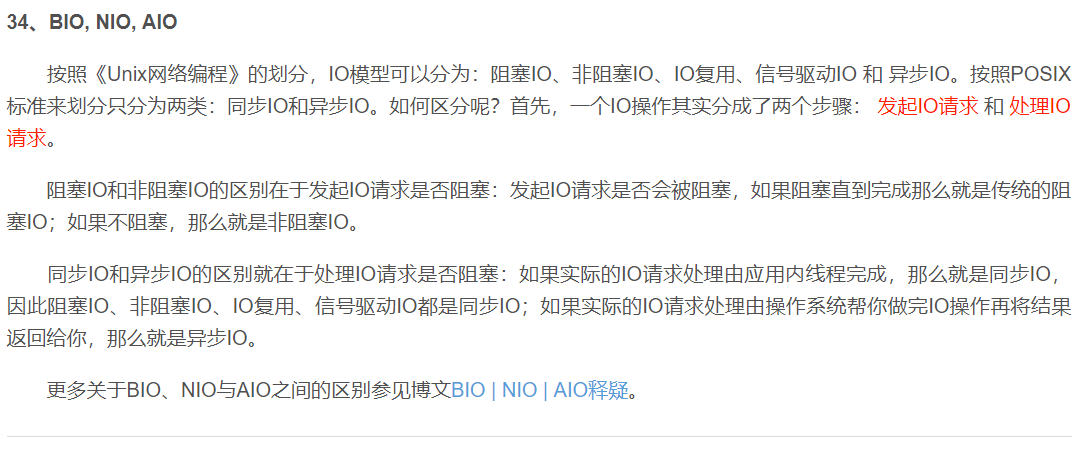 34、BIO, NIO, AIO
按照《Unix网络编程》的划分，IO模型可以分为：阻塞IO、非阻塞IO、IO复用、信号驱动IO 和 异步IO。按照POSIX
标准来划分只分为两类：同步IO和异步IO。如何区分呢？首先，一个IO操作其实分成了两个步骤： 发起IO请求 和 处理IO
请求。
阻塞IO和非阻塞IO的区别在于发起IO请求是否阻塞：发起IO请求是否会被阻塞，如果阻塞直到完成那么就是传统的阻
塞IO；如果不阻塞，那么就是非阻塞IO。
同步IO和异步IO的区别就在于处理IO请求是否阻塞：如果实际的IO请求处理由应用内线程完成，那么就是同步IO，
因此阻塞IO、非阻塞IO、IO复用、信号驱动IO都是同步IO；如果实际的IO请求处理由操作系统帮你做完IO操作再将结果
返回给你，那么就是异步IO。
更多关于BIO、NIO与AIO之间的区别参见博文BIO | NIO | AIO释疑。